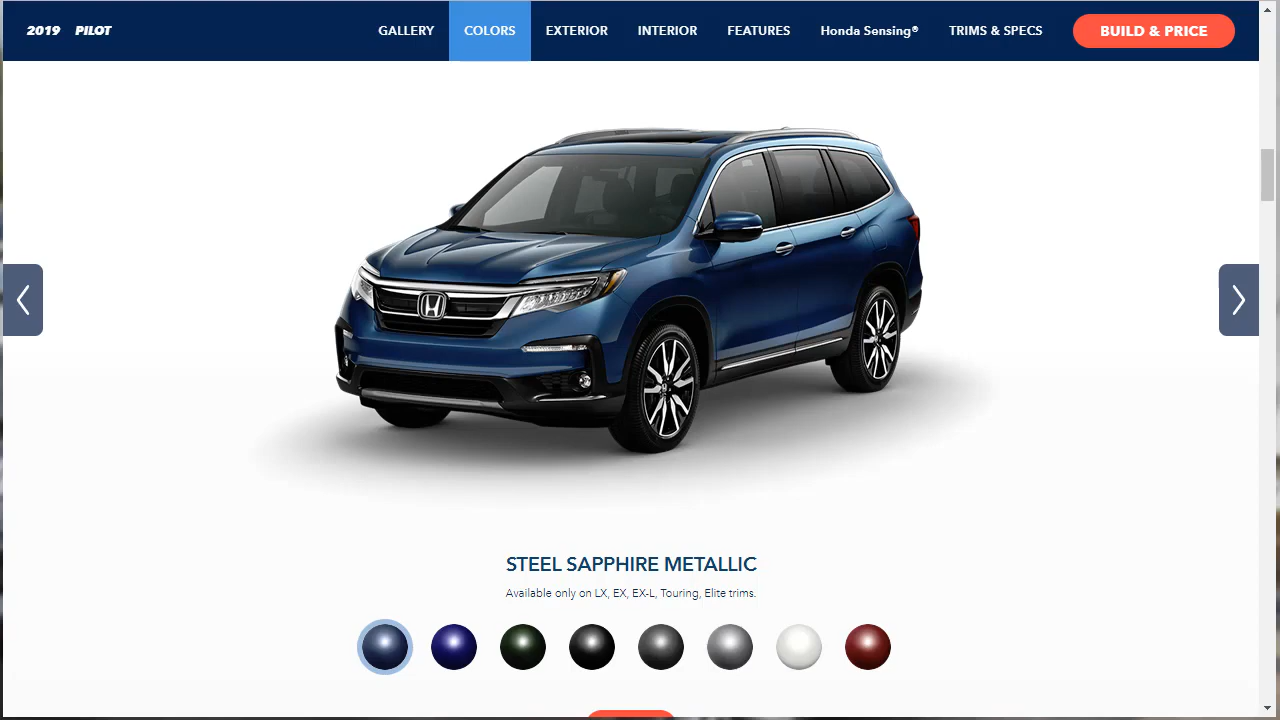 2019 PILOT GALLERY COLORS EXTERIOR INTERIOR FEATURES Honda Sensing® TRIMS & SPECS BUILD & PRICE
STEEL SAPPHIRE METALLIC
Available only on LX, EX, EX-L, Touring, Elite trims.